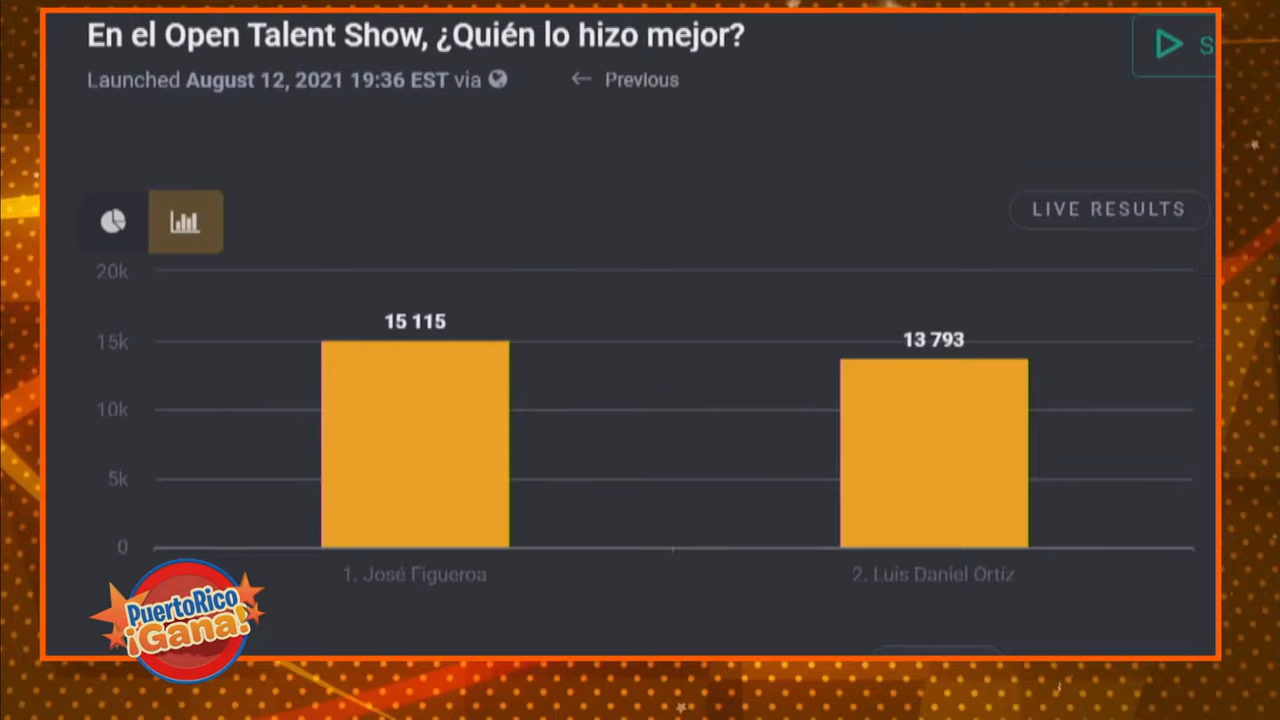 En el Open Talent Show, ¿Quién lo hizo mejor?
Launched August 12, 2021 19:36 EST via
← Previous
S
LIVE RESULTS
20k
15k
10k
5k
0
15 115
13 793
1. José Figueroa
2. Luis Daniel Ortíz
PuertoRico
¡Gana!